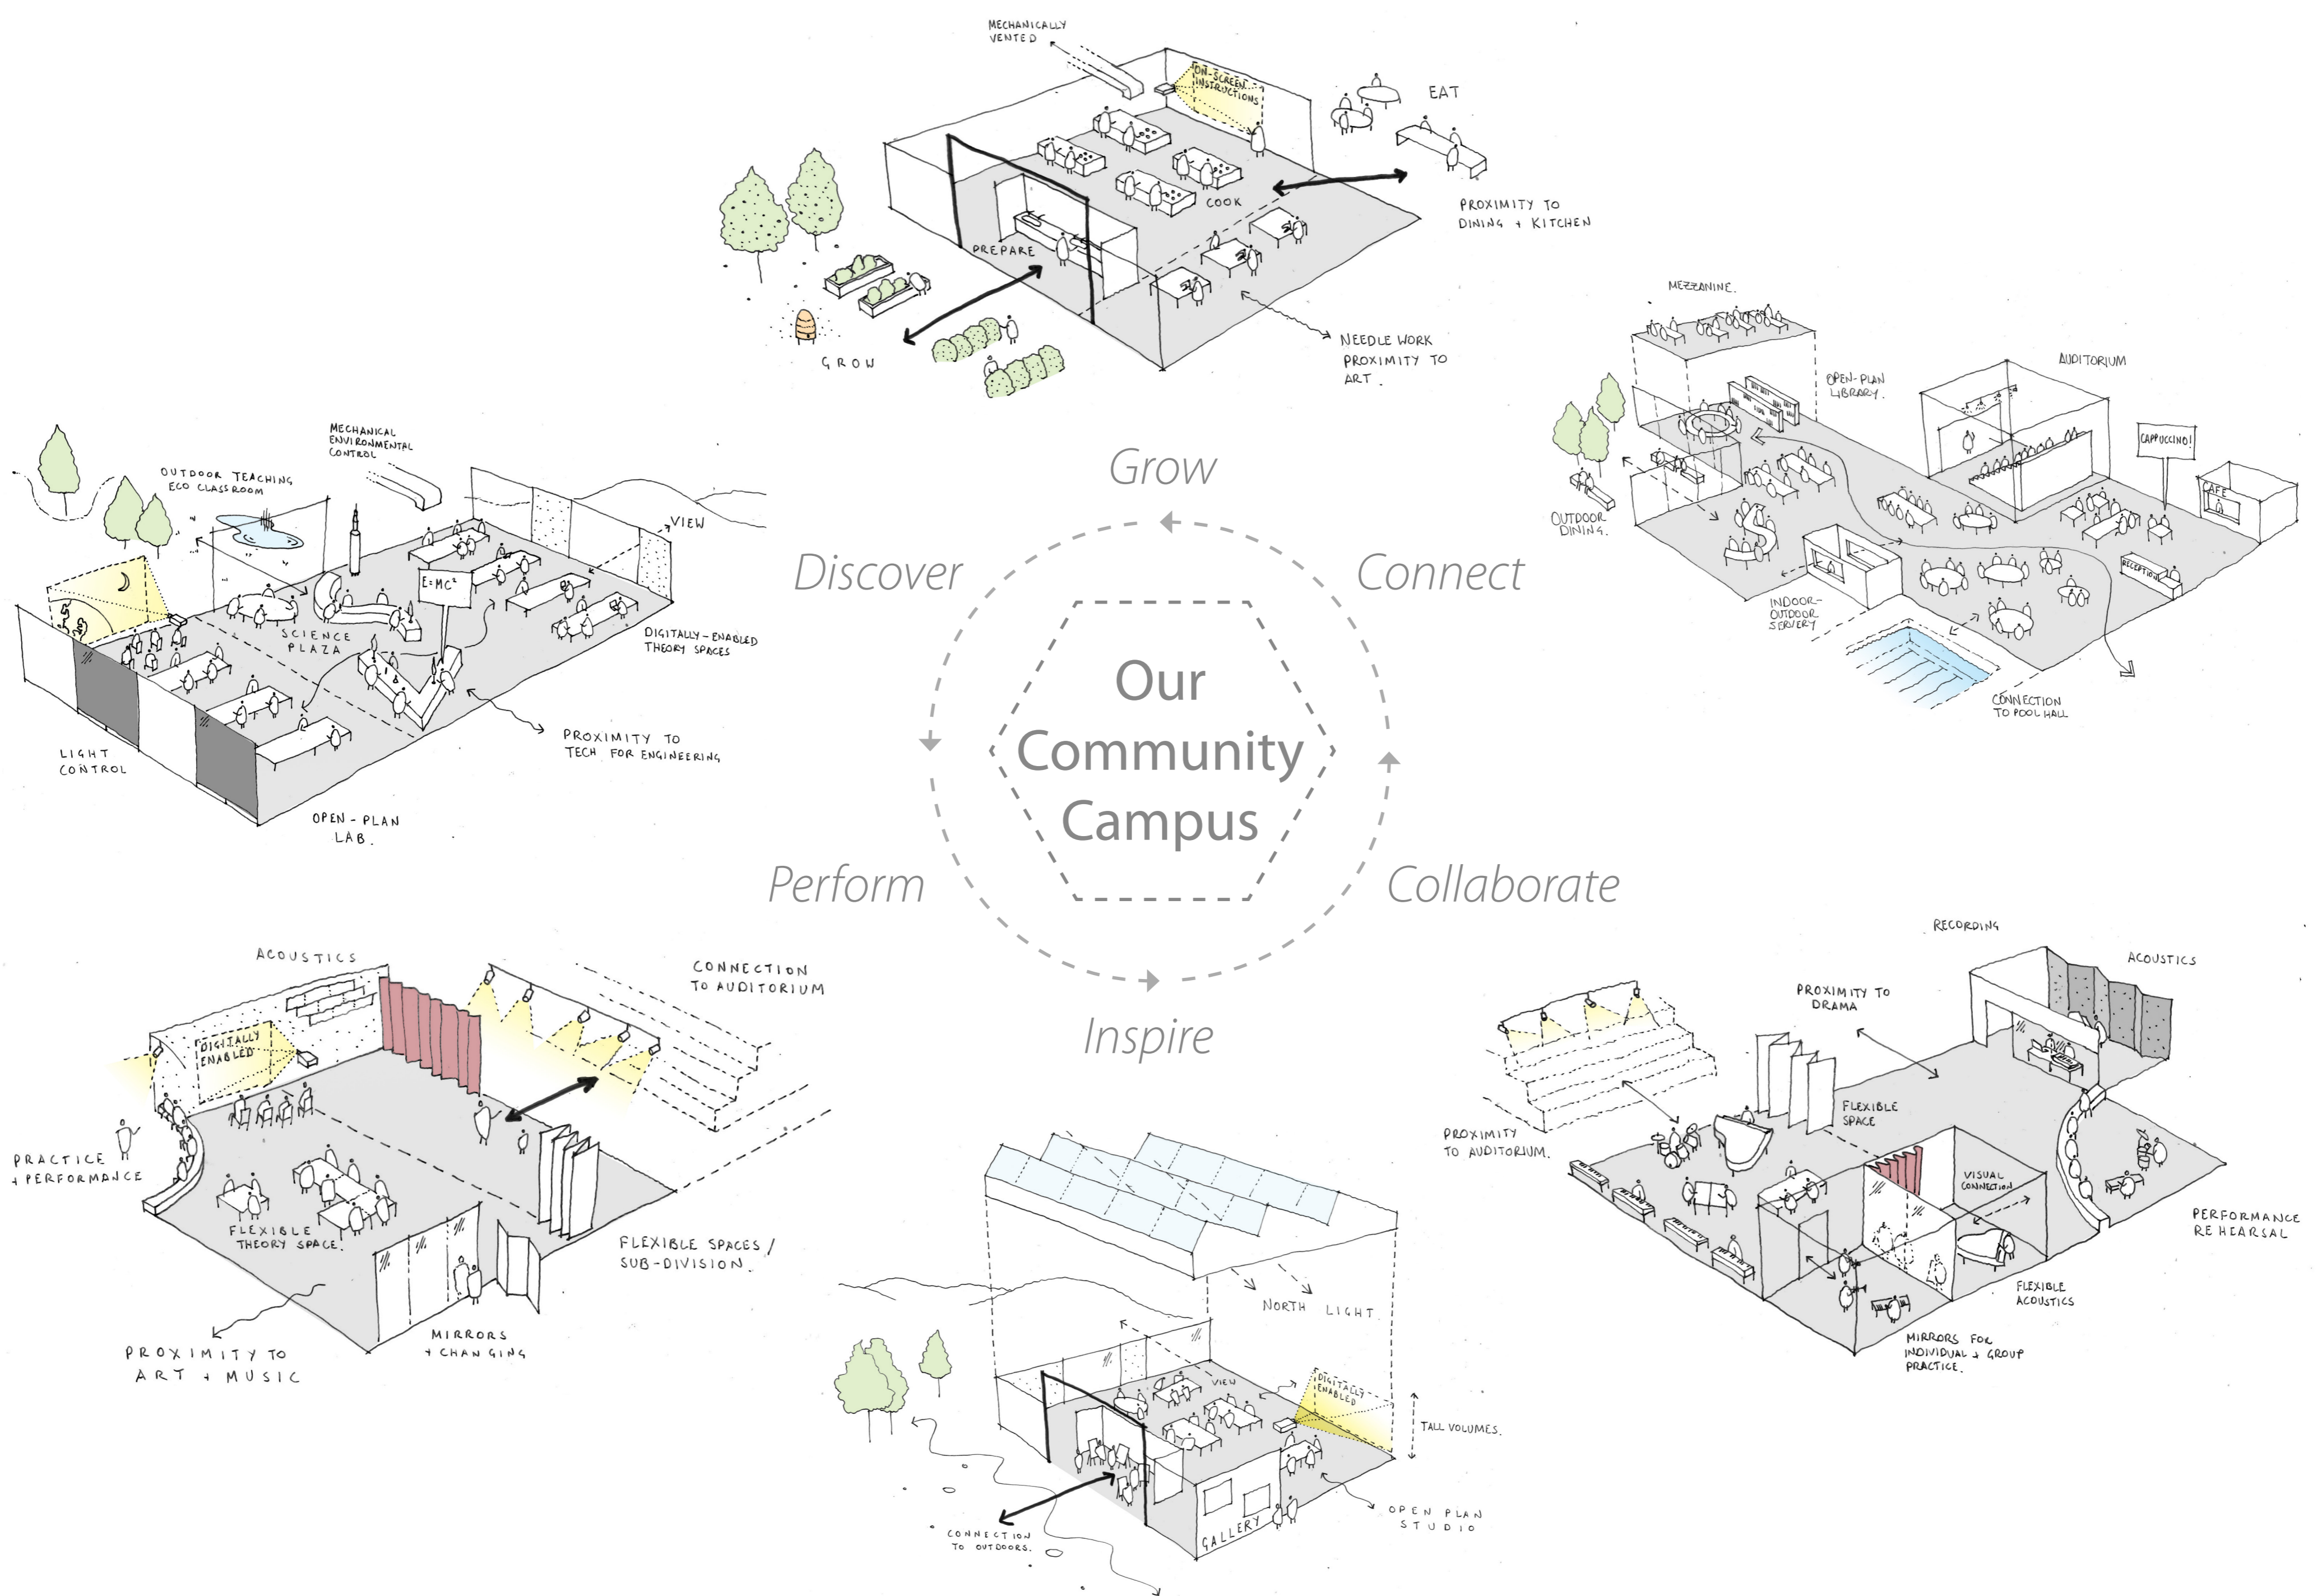 MECHANICALLY
VENTED
ON-SCREEN
INSTRUCTIONS
EAT
COOK
PREPARE
PROXIMITY TO
DINING + KITCHEN
GROW
NEEDLE WORK
PROXIMITY TO
ART.
MEZZANINE.
OPEN-PLAN
LIBRARY.
AUDITORIUM
CAPPUCCINO!
CAFE
OUTDOOR
DINING.
RECEPTION
INDOOR-
OUTDOOR
SERVERY
CONNECTION
TO POOL HALL
MECHANICAL
ENVIRONMENTAL
CONTROL
OUTDOOR TEACHING
ECO CLASSROOM
VIEW
E=MC²
SCIENCE
PLAZA
DIGITALLY-ENABLED
THEORY SPACES
PROXIMITY TO
TECH FOR ENGINEERING
LIGHT
CONTROL
OPEN-PLAN
LAB.
Grow
Discover
Connect
Our
Community
Campus
Perform
Collaborate
Inspire
ACOUSTICS
CONNECTION
TO AUDITORIUM
DIGITALLY
ENABLED
PRACTICE
+ PERFORMANCE
FLEXIBLE
THEORY SPACE.
FLEXIBLE SPACES/
SUB-DIVISION.
MIRRORS
+ CHANGING
PROXIMITY TO
ART + MUSIC
NORTH LIGHT.
VIEW
DIGITALLY
ENABLED
TALL VOLUMES.
GALLERY
OPEN PLAN
STUDIO
CONNECTION
TO OUTDOORS.
RECORDING
ACOUSTICS
PROXIMITY TO
DRAMA
FLEXIBLE
SPACE
PROXIMITY
TO AUDITORIUM.
VISUAL
CONNECTION
PERFORMANCE
REHEARSAL
FLEXIBLE
ACOUSTICS
MIRRORS FOR
INDIVIDUAL + GROUP
PRACTICE.